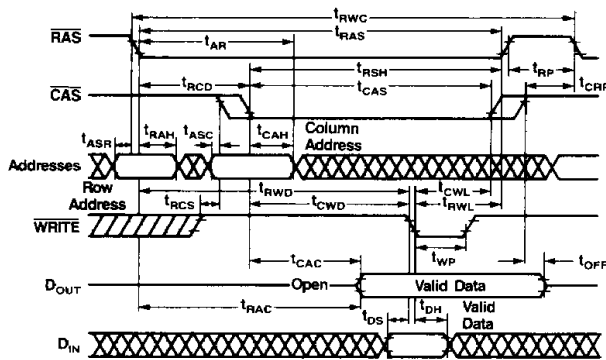 tRWC
RAS
tRAS
tAR
tRSH
tRP
tRCD
tCAS
tCRP
CAS
tASR
tRAH
tASC
tCAH
Column
Address
Addresses
Row
Address
tRWD
tCWL
tRCS
tCWD
tRWL
WRITE
tWP
tCAC
tOFF
DOUT
Open
Valid Data
tRAC
tDS
tDH
Valid
Data
DIN